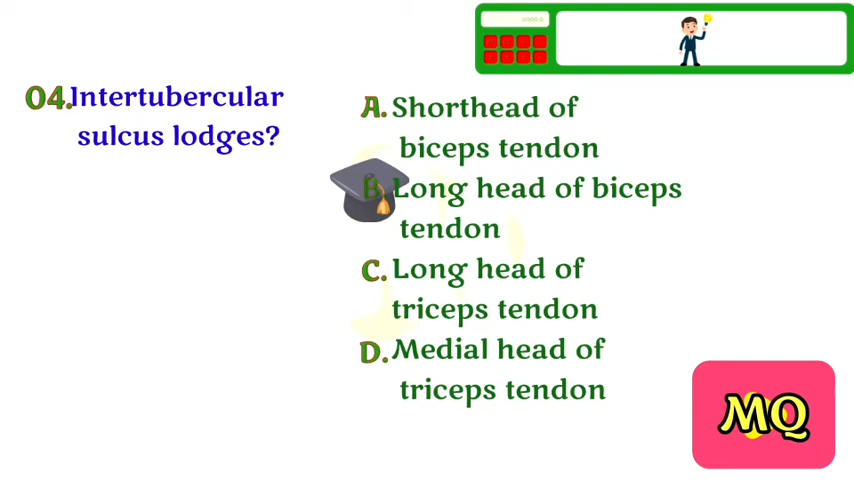 04. Intertubercular
sulcus lodges?
A. Shorthead of
biceps tendon
B. Long head of biceps
tendon
C. Long head of
triceps tendon
D. Medial head of
triceps tendon
MQ